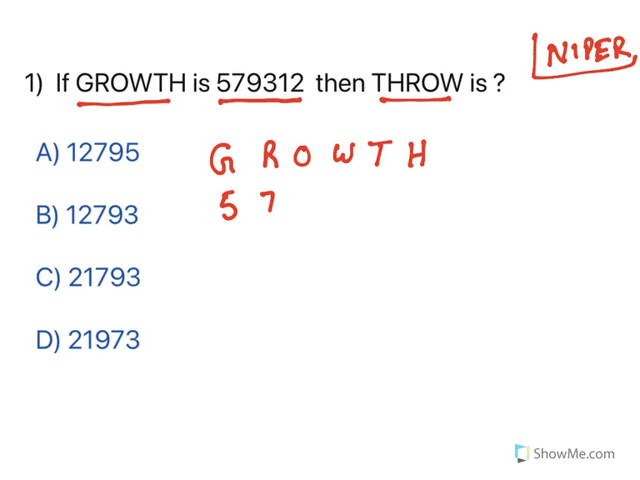 NIPER
1) If GROWTH is 579312 then THROW is ?
A) 12795
G R O W T H
B) 12793
5 7
C) 21793
D) 21973
ShowMe.com